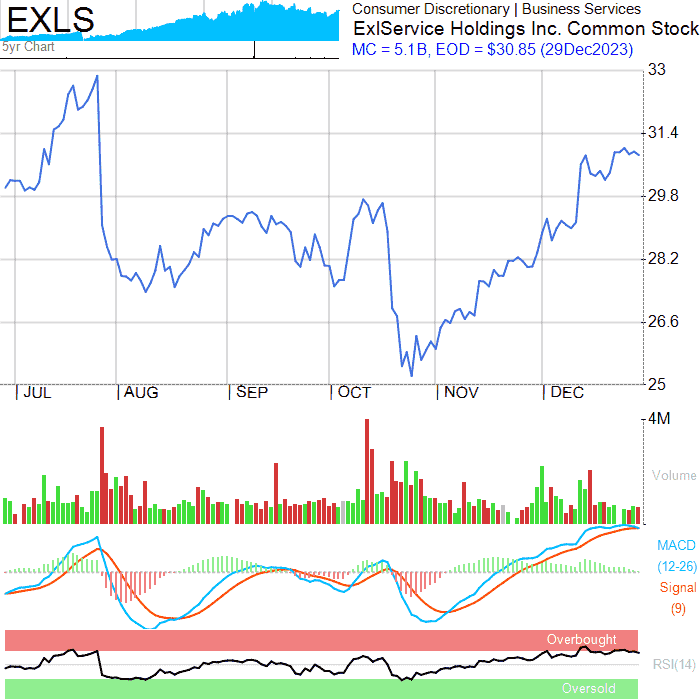 EXLS
5yr Chart
Consumer Discretionary | Business Services
ExlService Holdings Inc. Common Stock
MC = 5.1B, EOD = $30.85 (29Dec2023)
33
31.4
29.8
28.2
26.6
25
JUL AUG SEP OCT NOV DEC
4M
Volume
MACD
(12-26)
Signal
(9)
Overbought
RSI(14)
Oversold